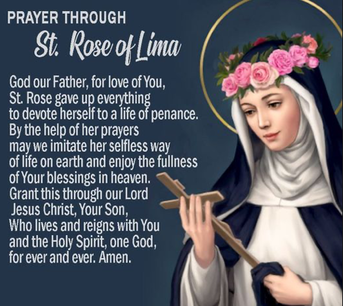 PRAYER THROUGH
St. Rose of Lima
God our Father, for love of You,
St. Rose gave up everything
to devote herself to a life of penance.
By the help of her prayers
may we imitate her selfless way
of life on earth and enjoy the fullness
of Your blessings in heaven.
Grant this through our Lord
Jesus Christ, Your Son,
Who lives and reigns with You
and the Holy Spirit, one God,
for ever and ever. Amen.